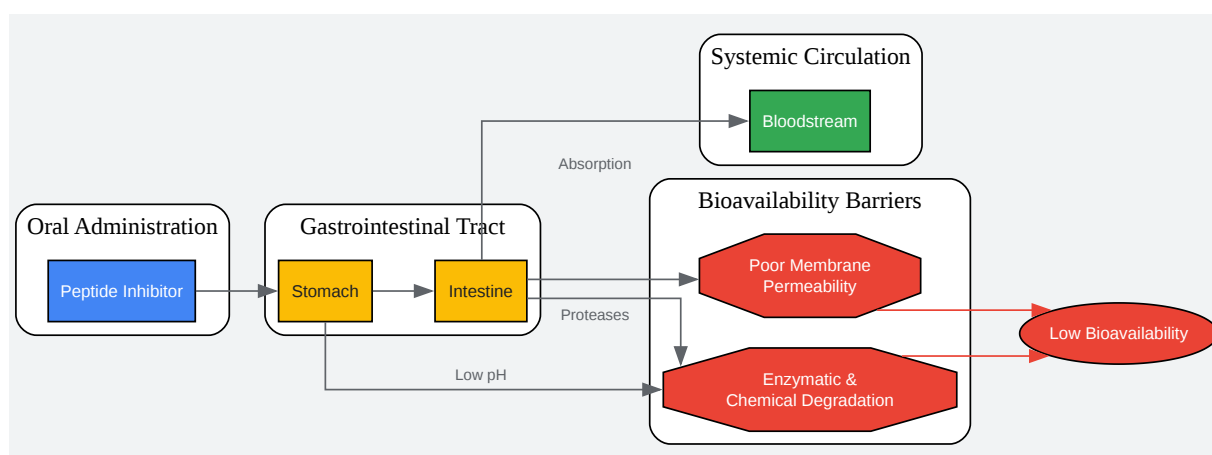 Systemic Circulation
Bloodstream
Absorption
Oral Administration
Peptide Inhibitor
Gastrointestinal Tract
Stomach
Intestine
Low pH
Proteases
Bioavailability Barriers
Poor Membrane
Permeability
Enzymatic &
Chemical Degradation
Low Bioavailability